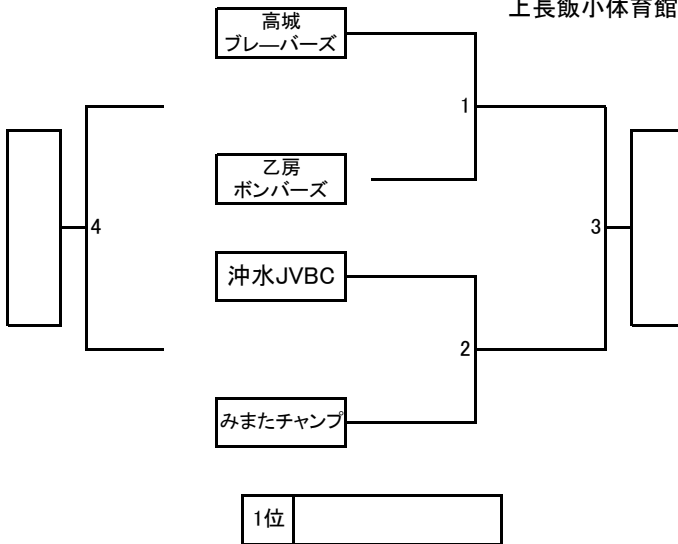 上長飯小体育館
高城
ブレーバーズ
1
乙房
ボンバーズ
4
3
沖水JVBC
2
みまたチャンプ
1位